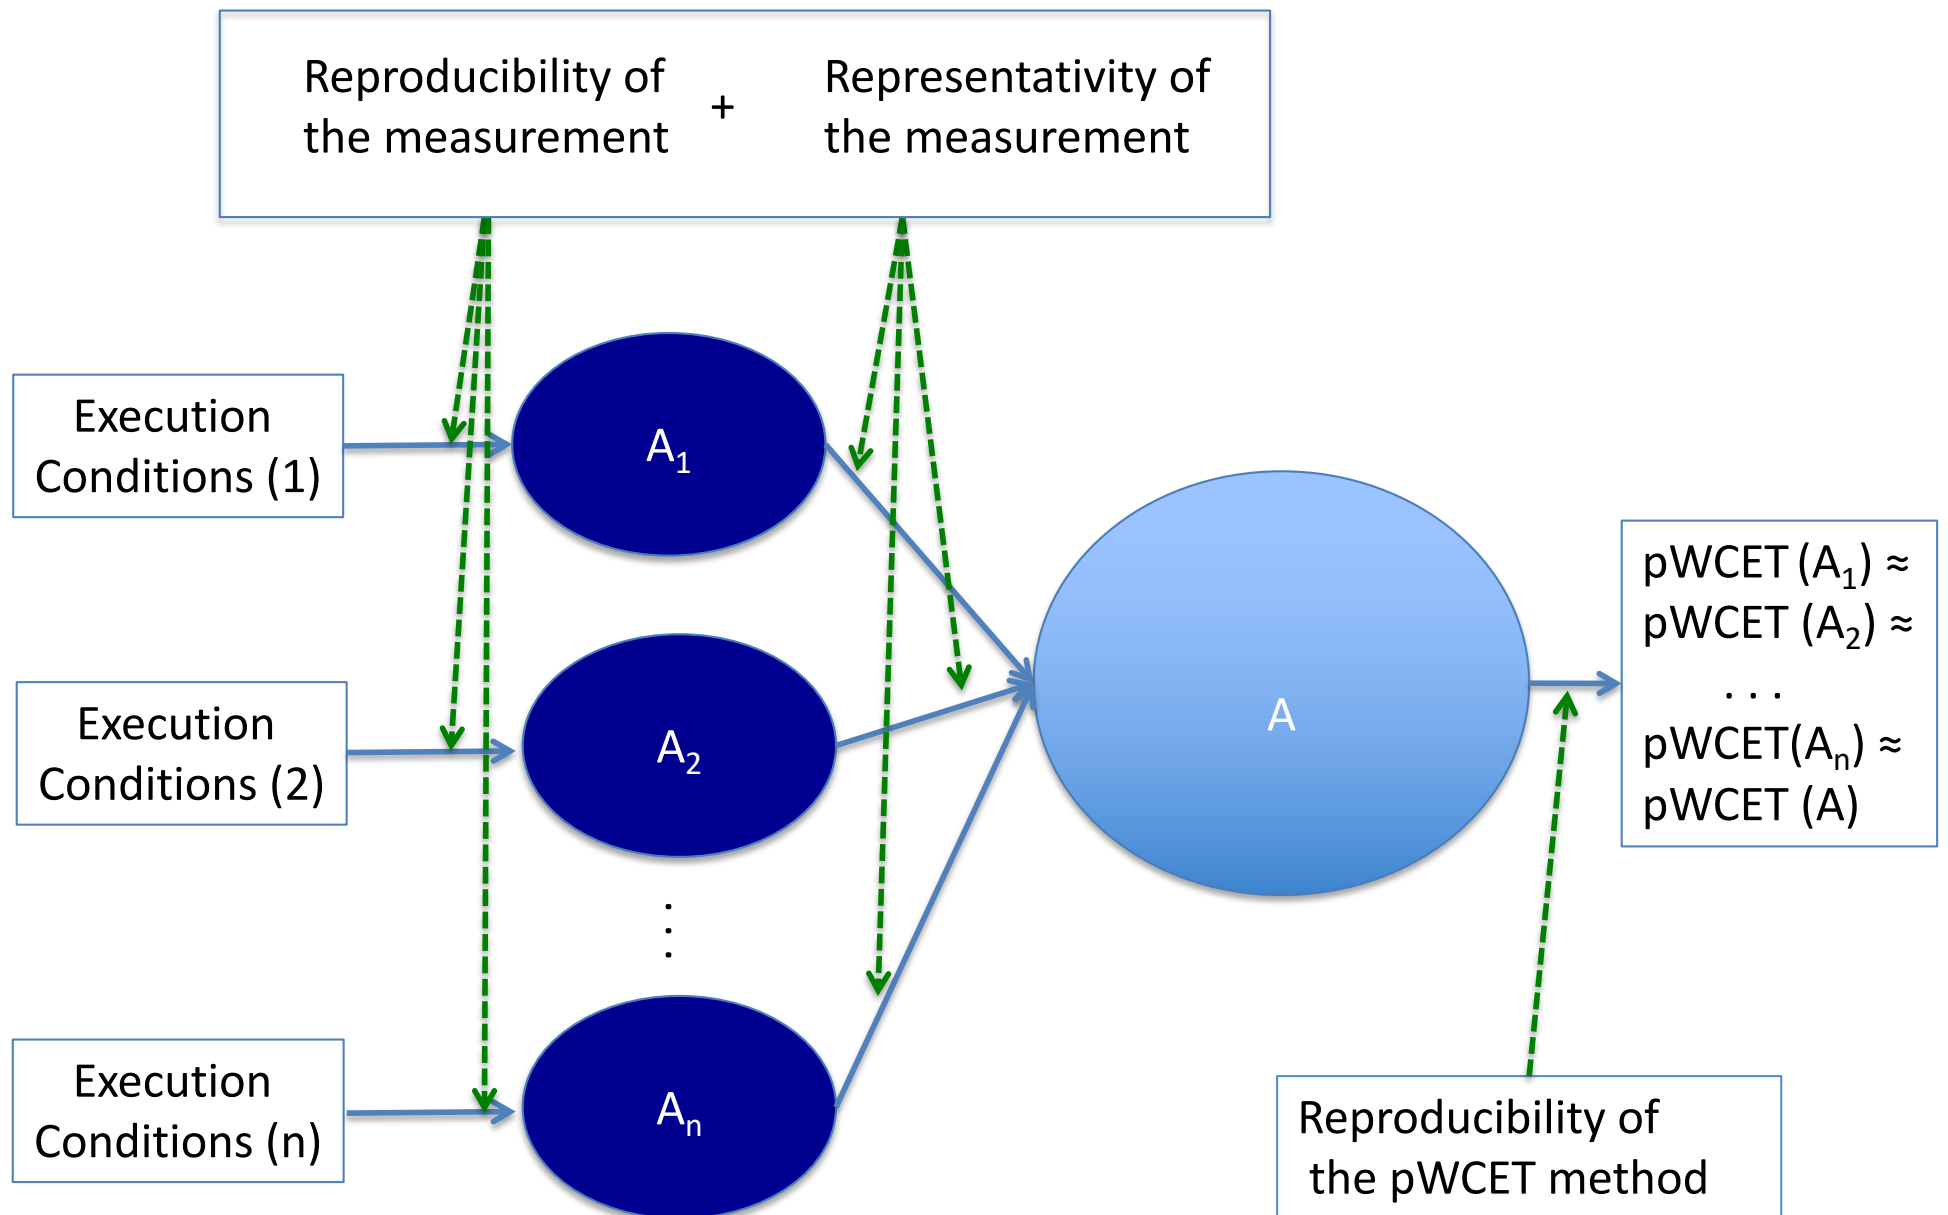 Reproducibility of
the measurement
+
Representativity of
the measurement
Execution
Conditions (1)
A₁
Execution
Conditions (2)
A₂
.
.
.
Execution
Conditions (n)
Aₙ
A
pWCET (A₁) ≈
pWCET (A₂) ≈
. . .
pWCET(Aₙ) ≈
pWCET (A)
Reproducibility of
the pWCET method